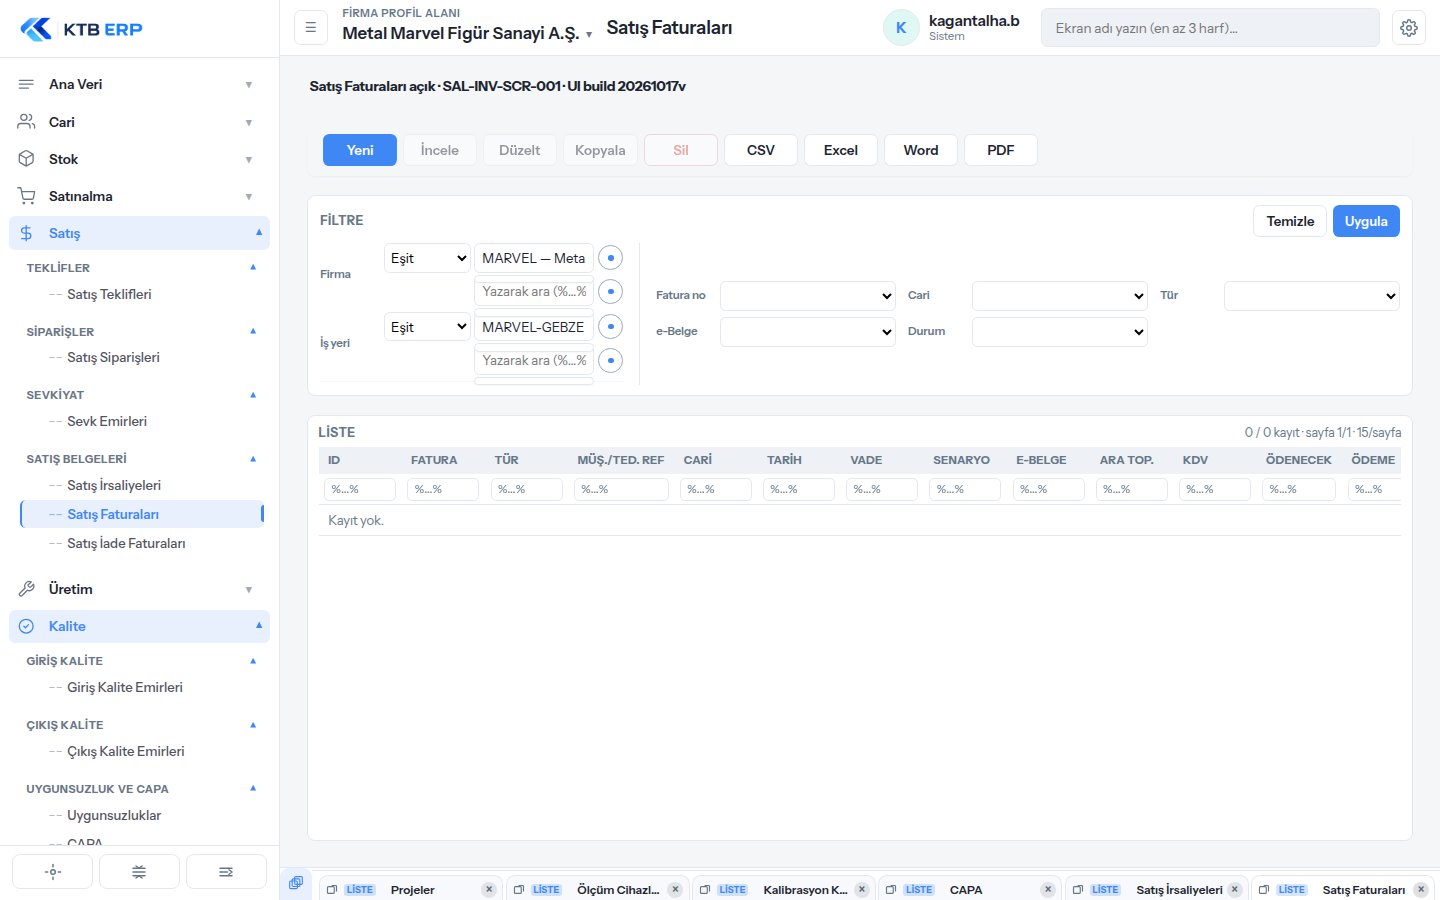 KTB ERP
Ana Veri
Cari
Stok
Satınalma
Satış
TEKLİFLER
Satış Teklifleri
SİPARİŞLER
Satış Siparişleri
SEVKİYAT
Sevk Emirleri
SATIŞ BELGELERİ
Satış İrsaliyeleri
Satış Faturaları
Satış İade Faturaları
Üretim
Kalite
GİRİŞ KALİTE
Giriş Kalite Emirleri
ÇIKIŞ KALİTE
Çıkış Kalite Emirleri
UYGUNSUZLUK VE CAPA
Uygunsuzluklar
CAPA
FİRMA PROFİL ALANI
Metal Marvel Figür Sanayi A.Ş. ▾ Satış Faturaları
K kagantalha.b
Sistem
Ekran adı yazın (en az 3 harf)…
Satış Faturaları açık · SAL-INV-SCR-001 · UI build 20261017v
Yeni İncele Düzelt Kopyala Sil CSV Excel Word PDF
FİLTRE Temizle Uygula
Firma Eşit MARVEL — Meta
Yazarak ara (%...%
İş yeri Eşit MARVEL-GEBZE
Yazarak ara (%...%
Fatura no Cari Tür
e-Belge Durum
LİSTE 0 / 0 kayıt · sayfa 1/1 · 15/sayfa
ID FATURA TÜR MÜŞ./TED. REF CARİ TARİH VADE SENARYO E-BELGE ARA TOP. KDV ÖDENECEK ÖDEME
%...% %...% %...% %...% %...% %...% %...% %...% %...% %...% %...% %...% %...%
Kayıt yok.
LİSTE Projeler × LİSTE Ölçüm Cihazl... × LİSTE Kalibrasyon K... × LİSTE CAPA × LİSTE Satış İrsaliyeleri × LİSTE Satış Faturaları ×